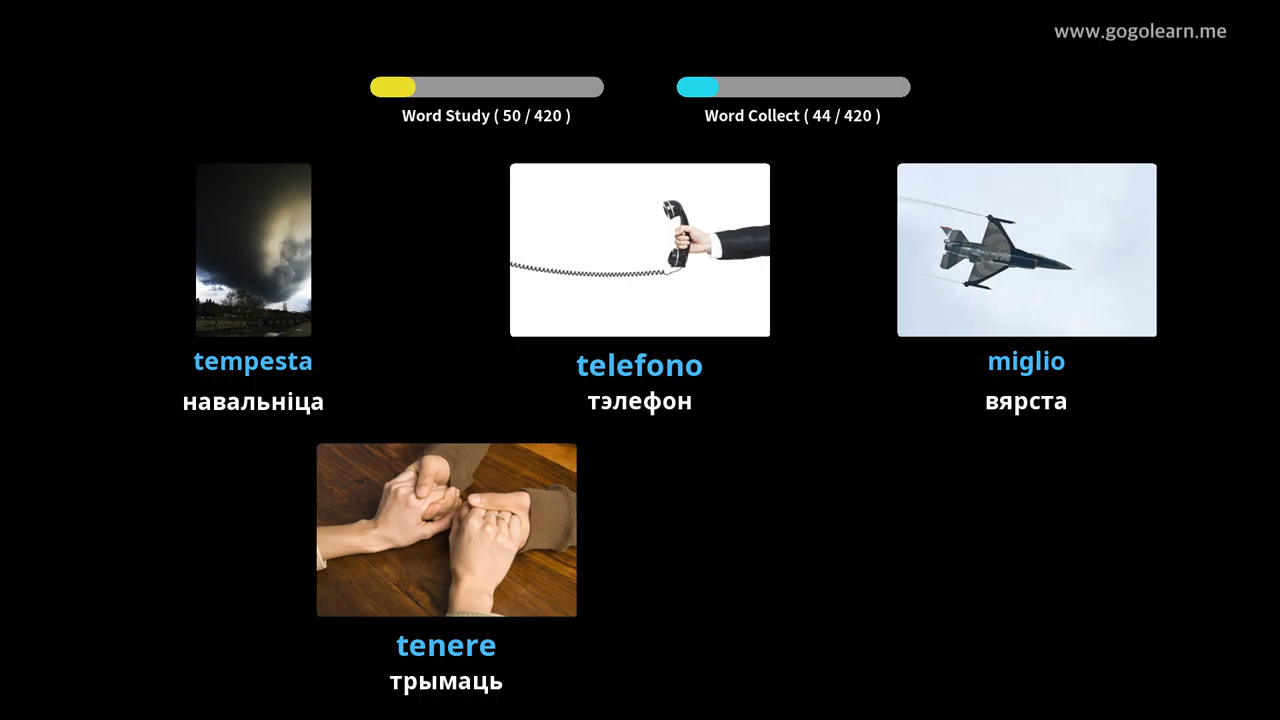 www.gogolearn.me
Word Study ( 50 / 420 )
Word Collect ( 44 / 420 )
tempesta
навальніца
telefono
тэлефон
miglio
вярста
tenere
трымаць